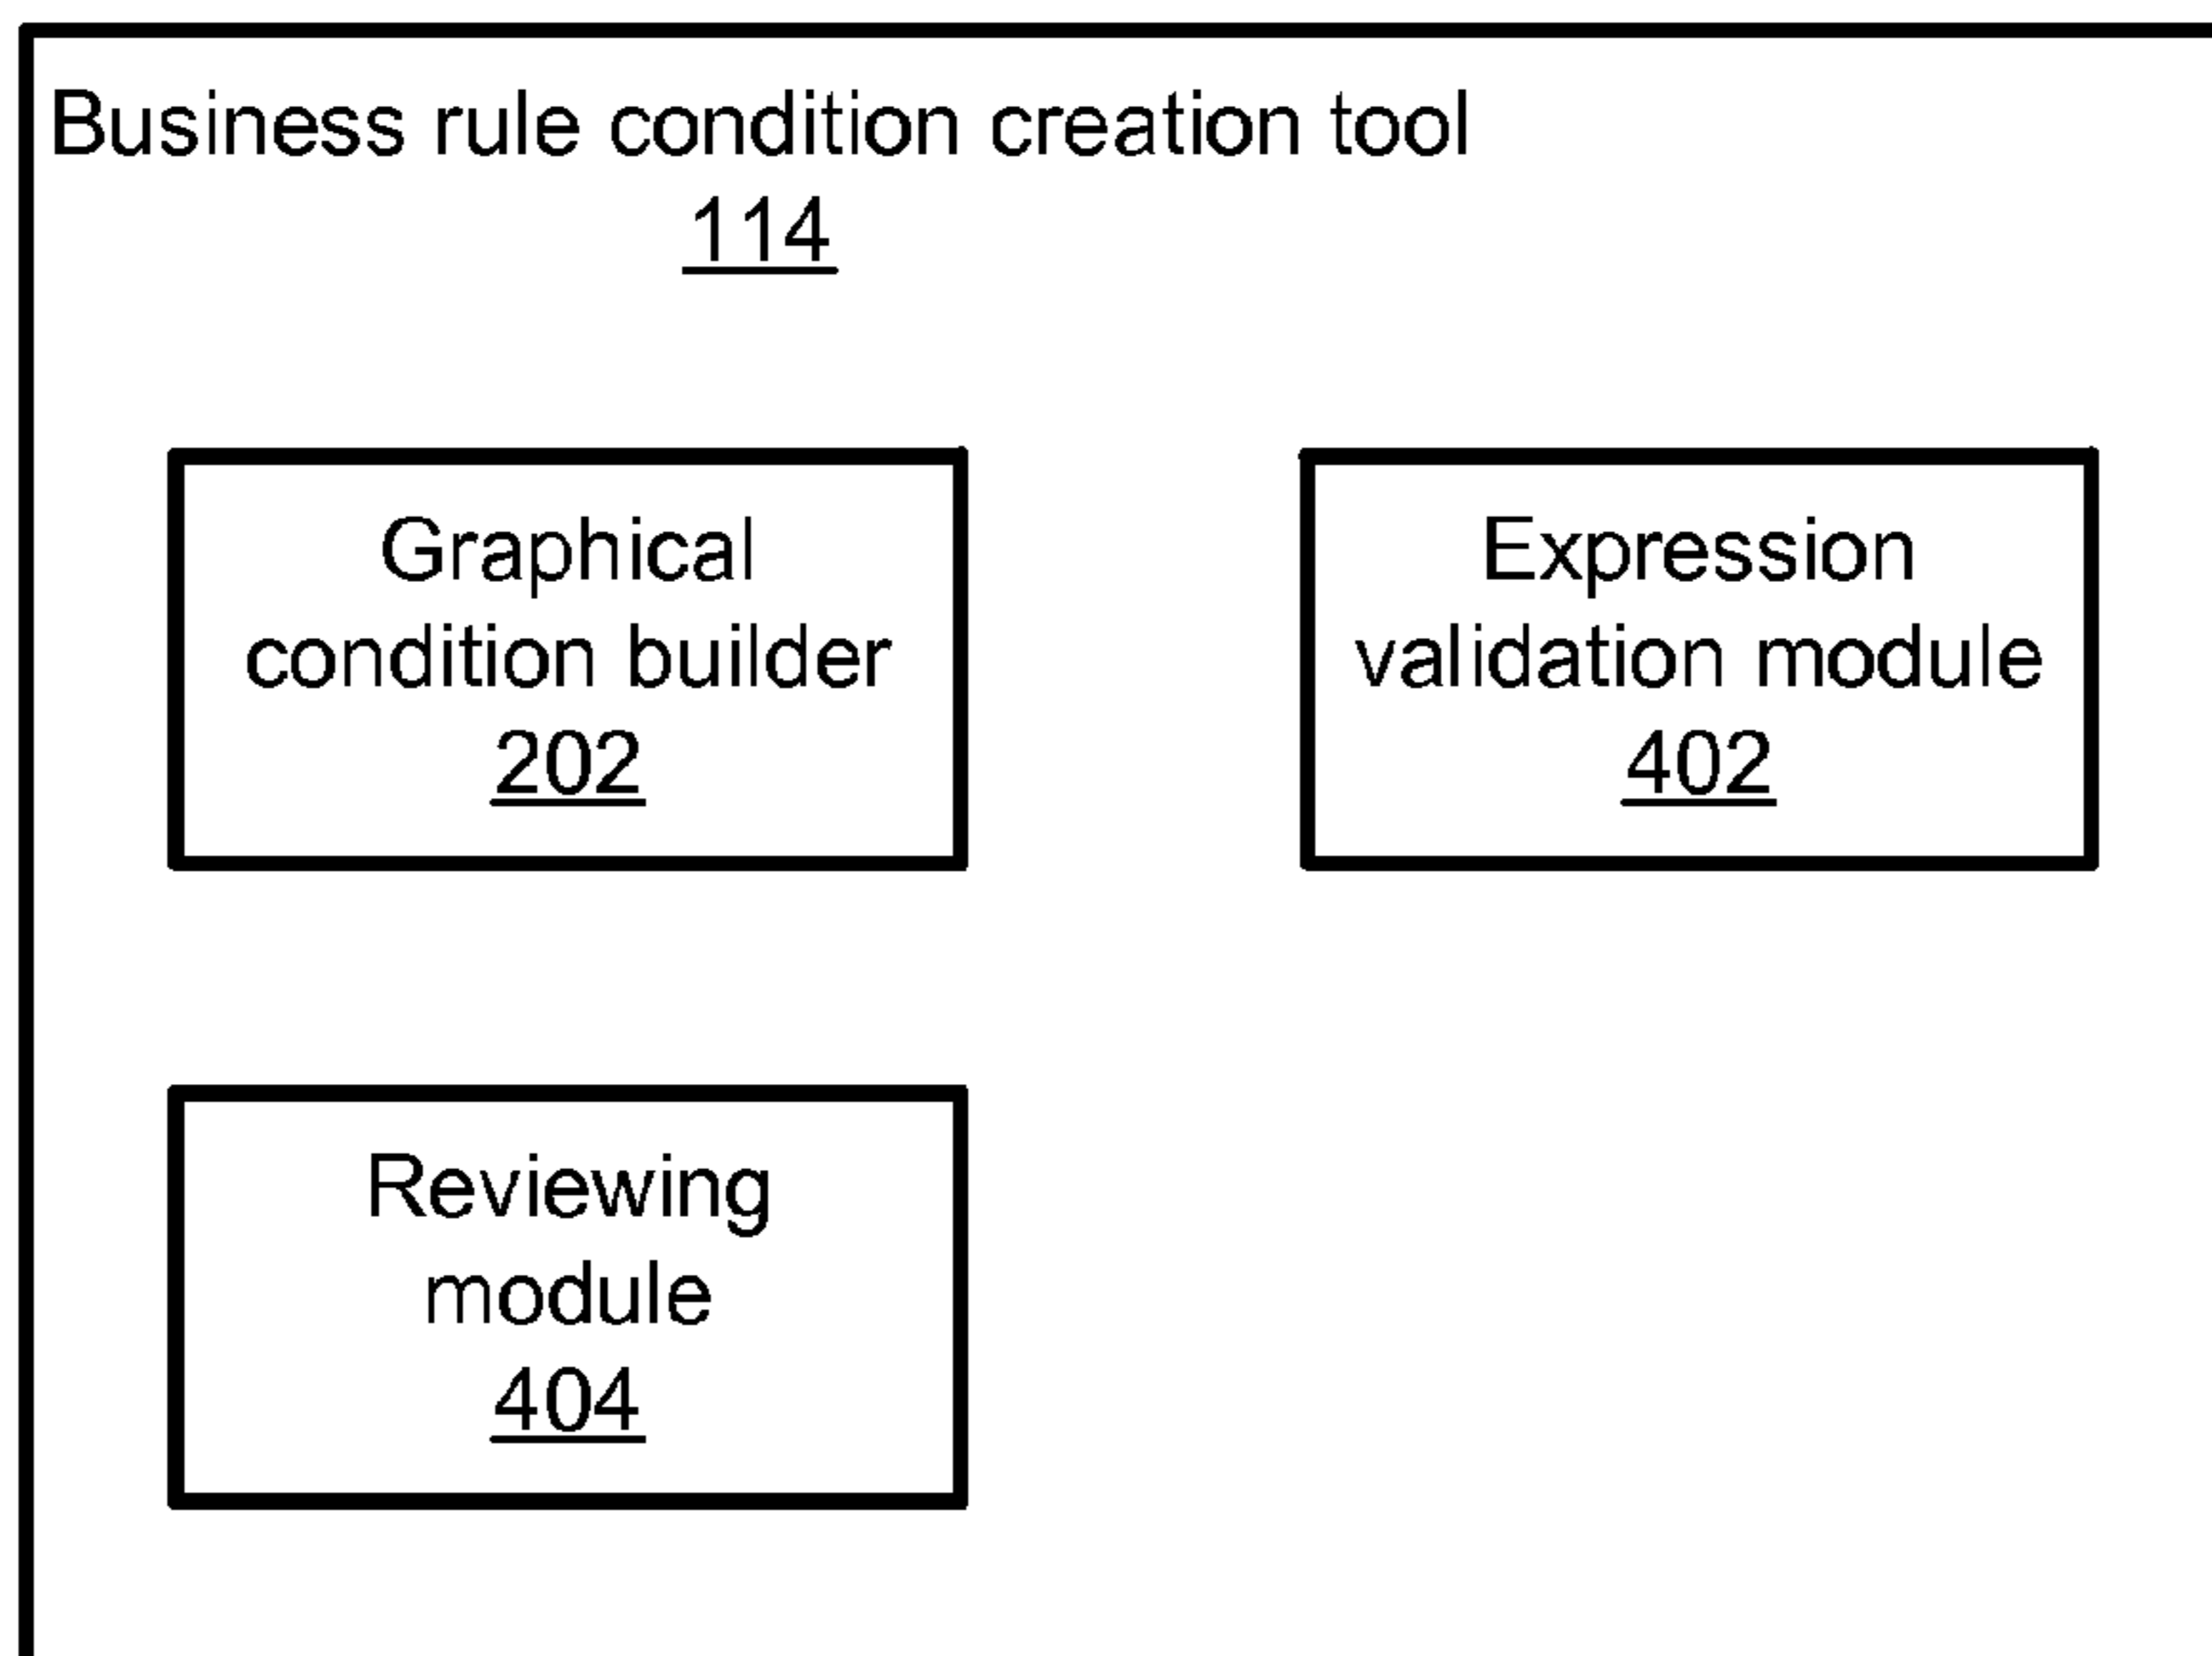 Business rule condition creation tool
114
Graphical
condition builder
202
Expression
validation module
402
Reviewing
module
404